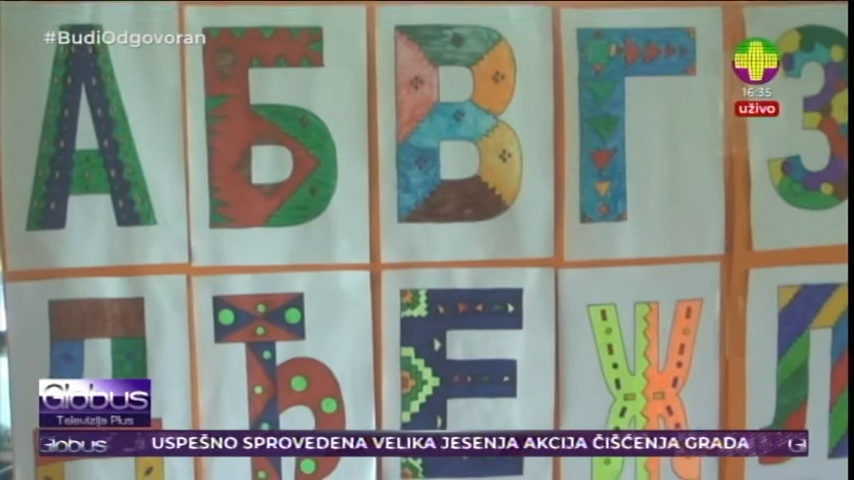 #BudiOdgovoran
16:35
uživo
А Б В Г З
Д Ђ Е Ж Л
Globus
Televizija Plus
Globus USPEŠNO SPROVEDENA VELIKA JESENJA AKCIJA ČIŠĆENJA GRADA G